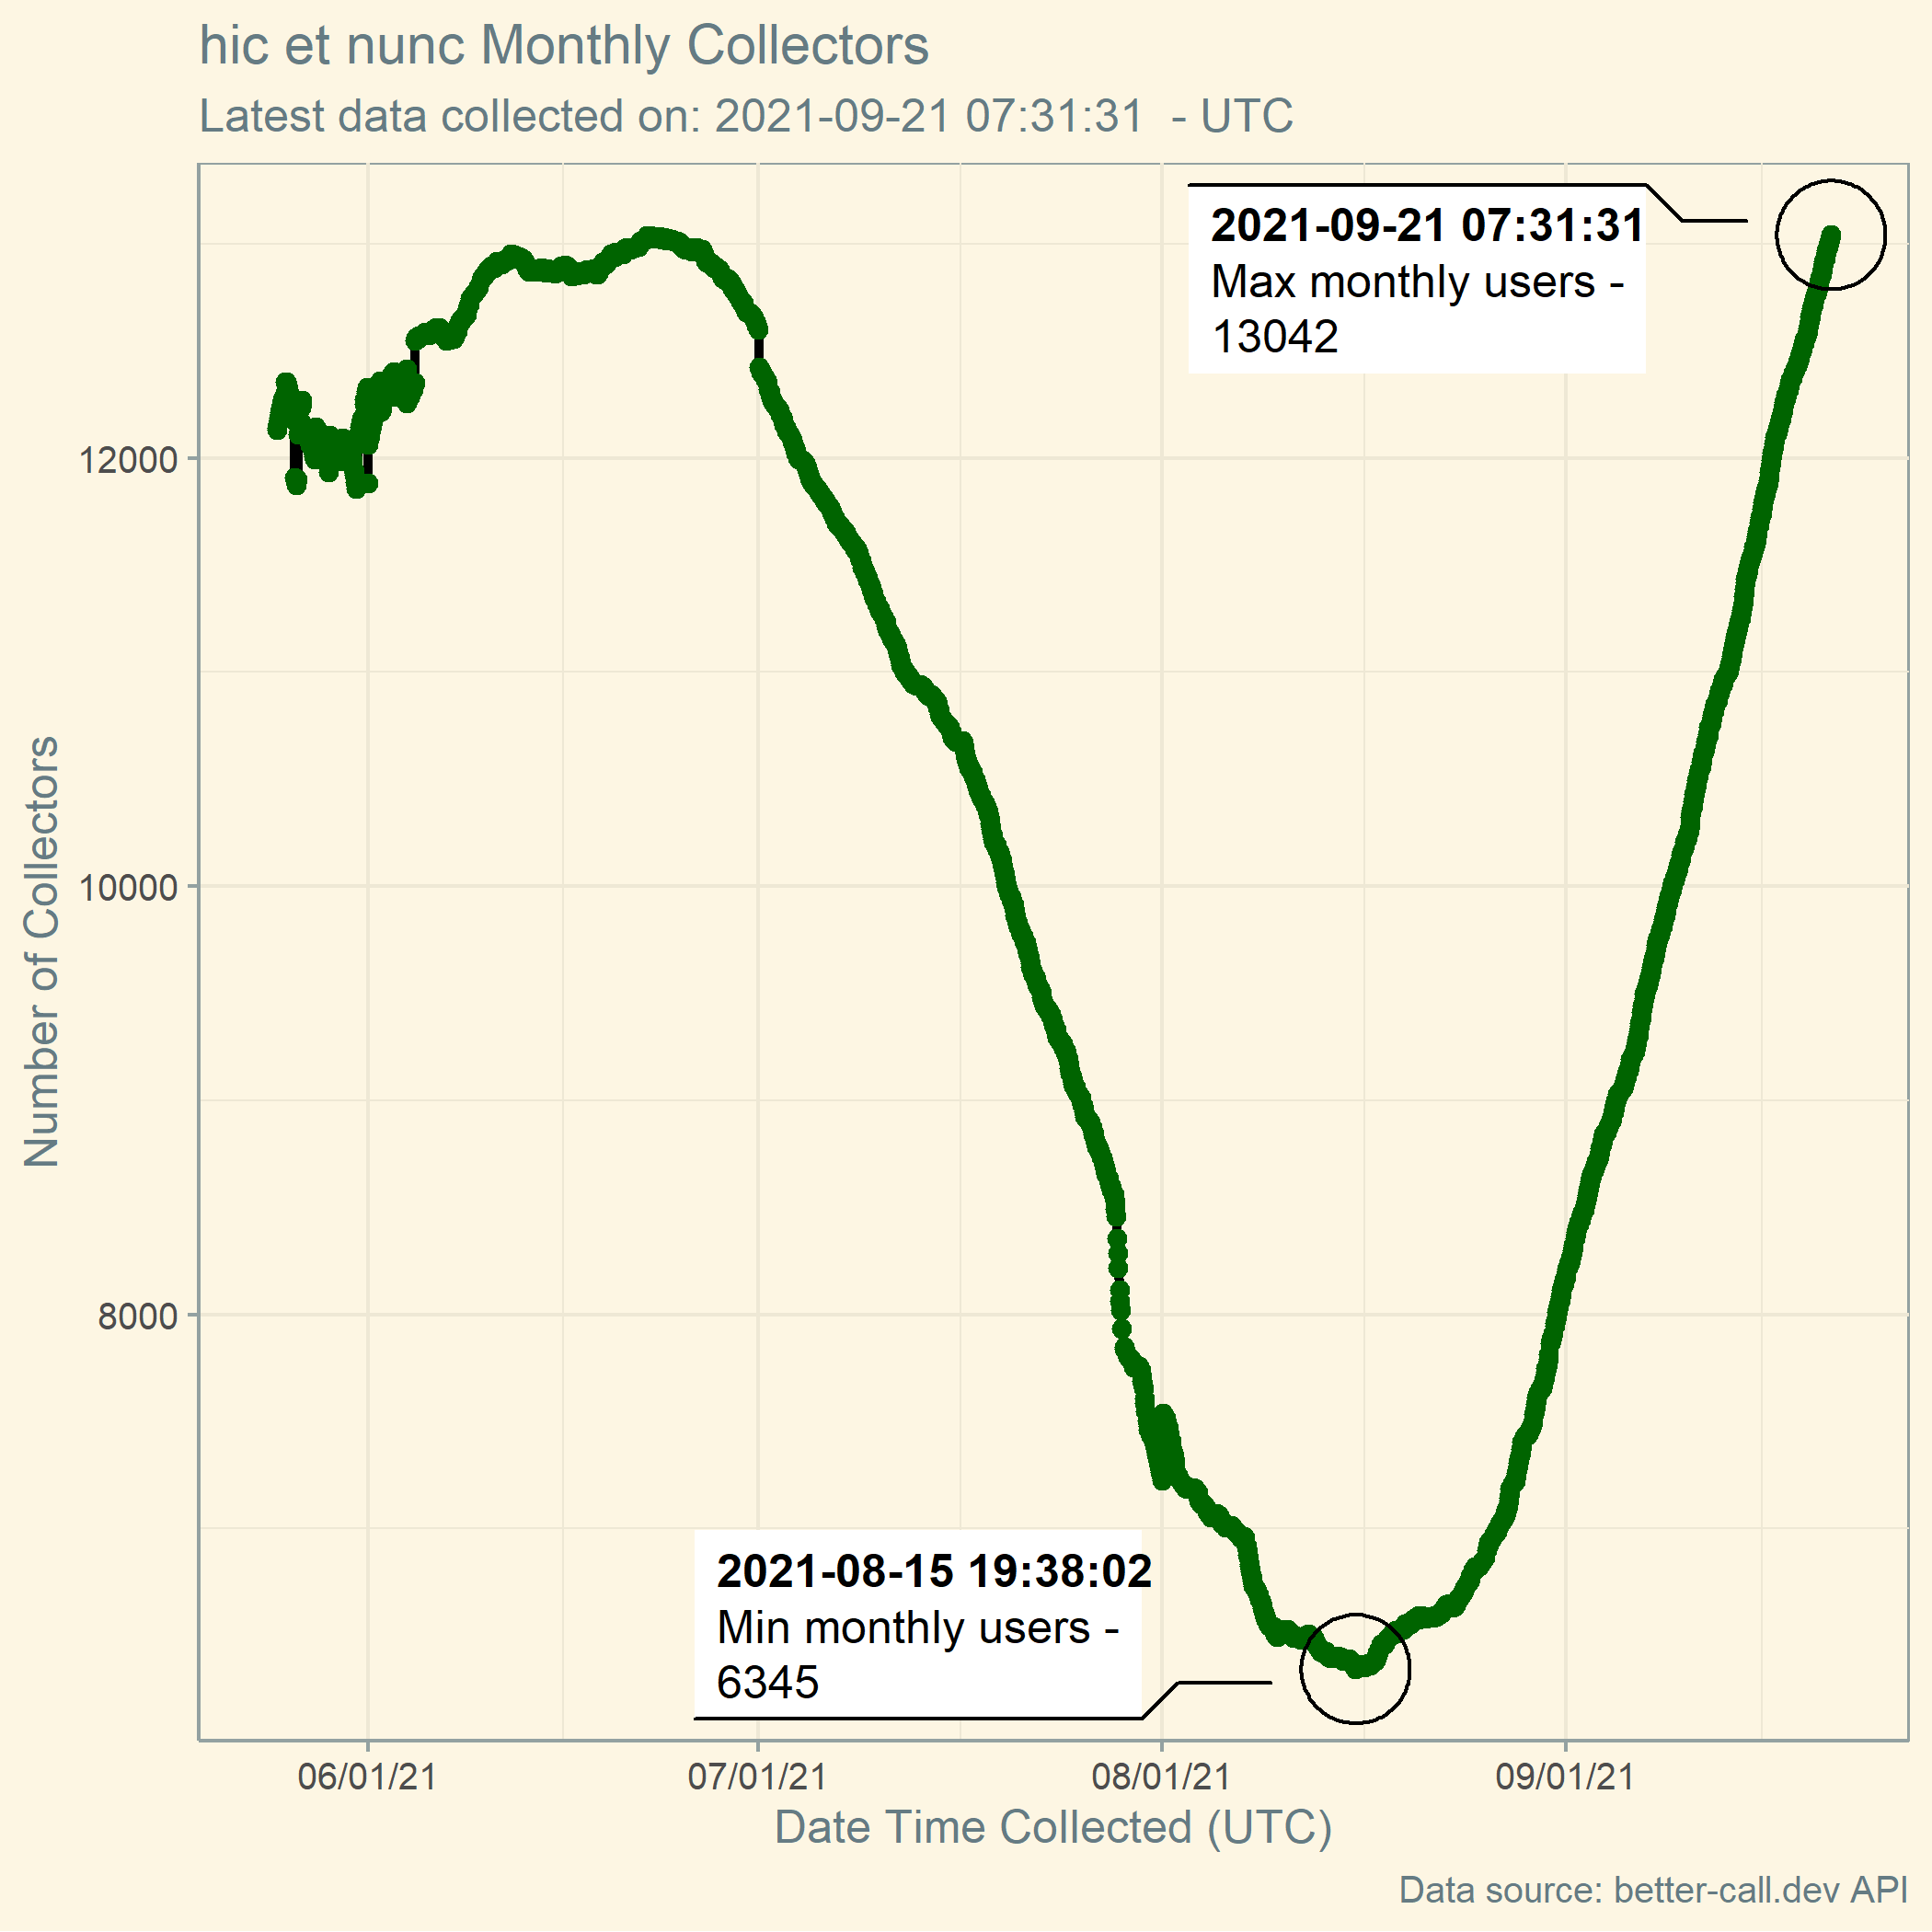 hic et nunc Monthly Collectors
Latest data collected on: 2021-09-21 07:31:31  - UTC
2021-09-21 07:31:31
Max monthly users -
13042
12000
10000
8000
Number of Collectors
2021-08-15 19:38:02
Min monthly users -
6345
06/01/21
07/01/21
08/01/21
09/01/21
Date Time Collected (UTC)
Data source: better-call.dev API